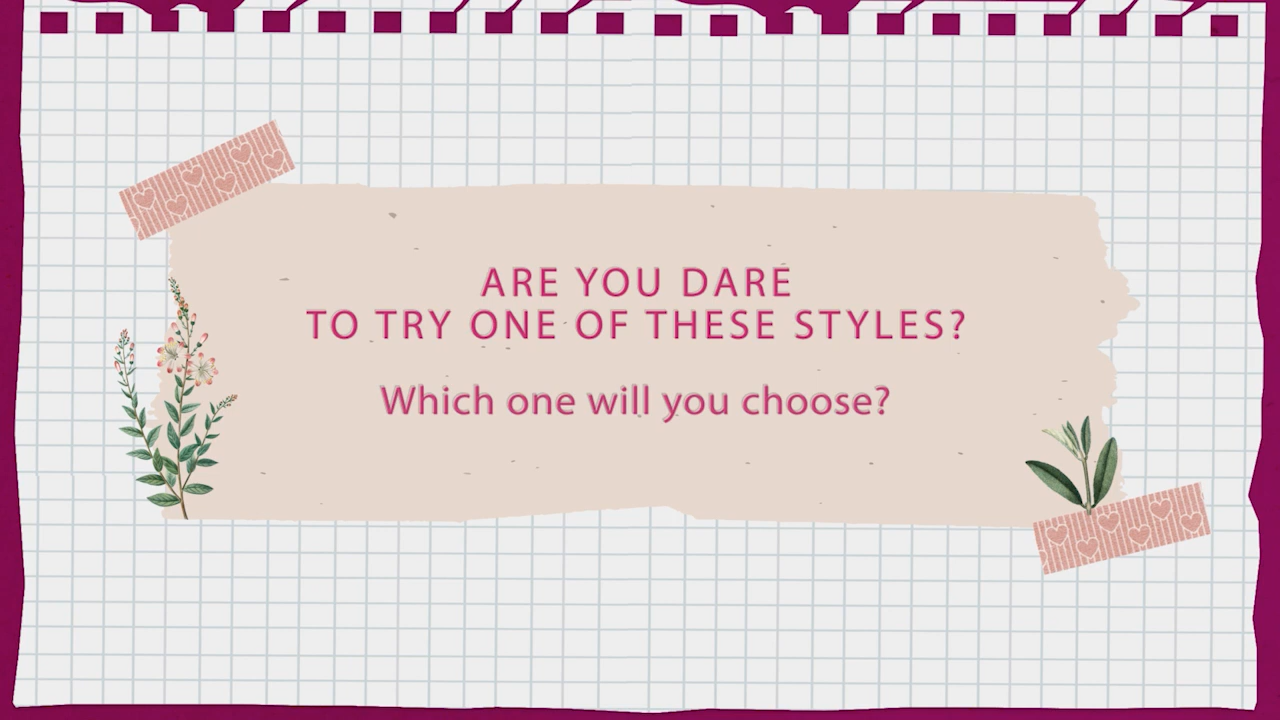 ARE YOU DARE
TO TRY ONE OF THESE STYLES?
Which one will you choose?